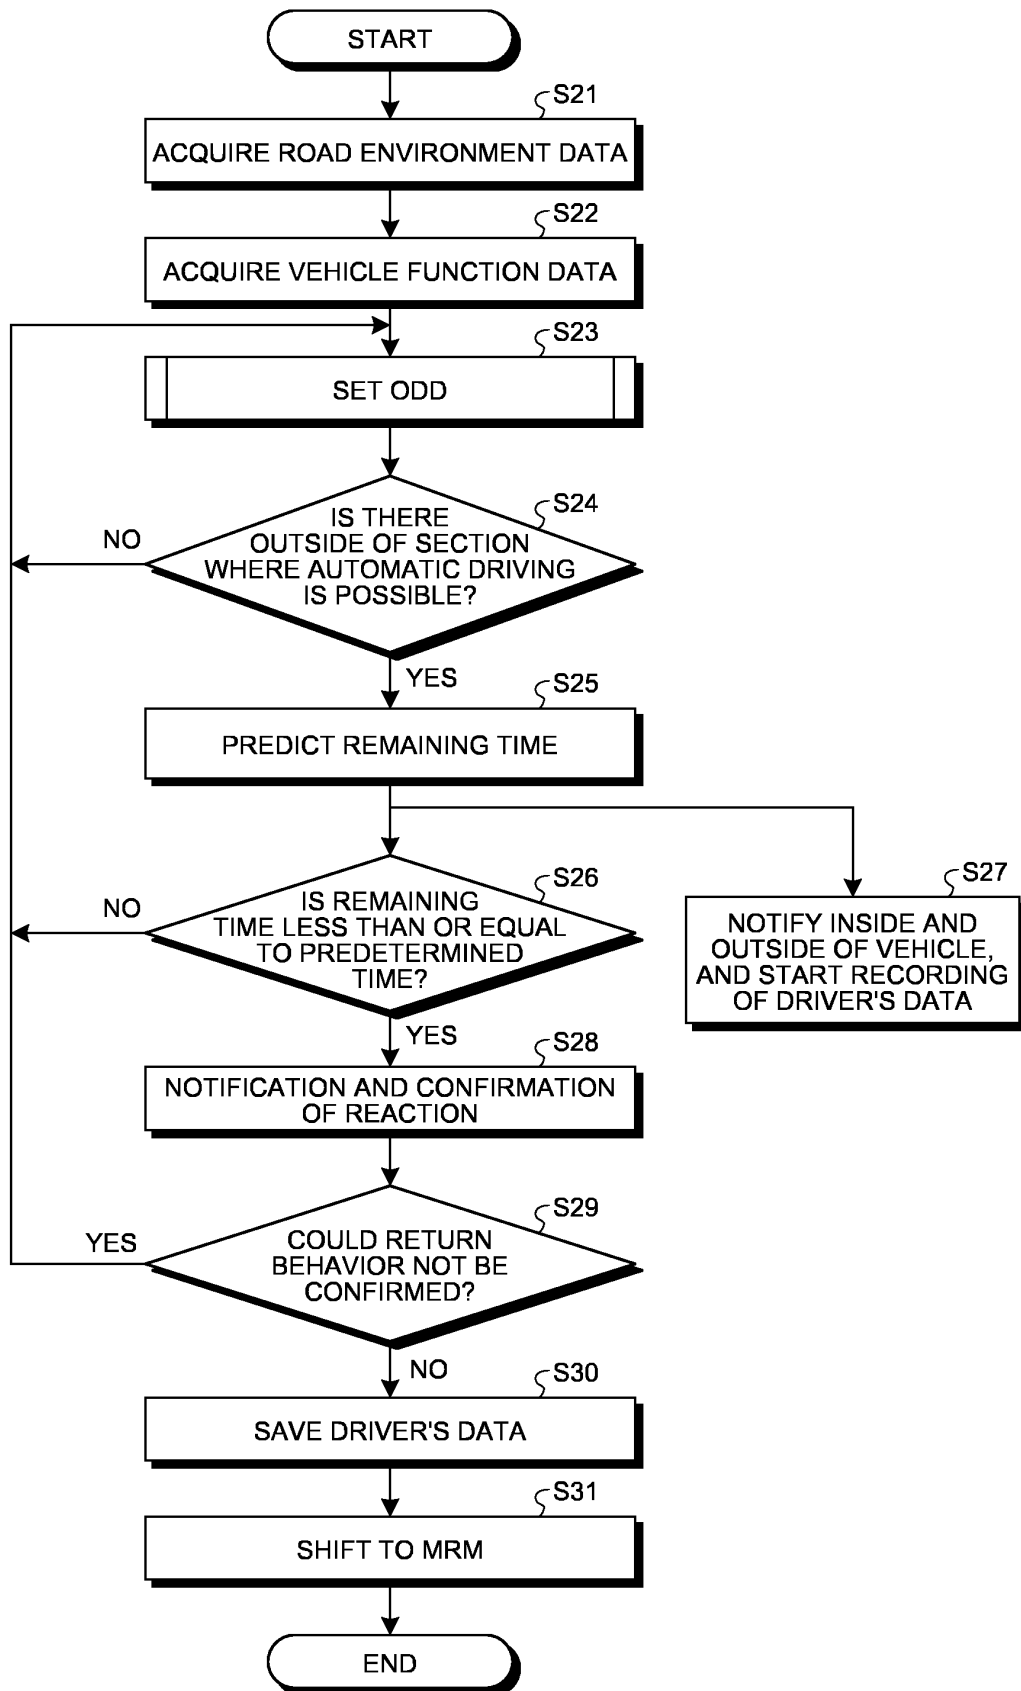 START
S21
ACQUIRE ROAD ENVIRONMENT DATA
S22
ACQUIRE VEHICLE FUNCTION DATA
S23
SET ODD
S24
IS THERE
OUTSIDE OF SECTION
WHERE AUTOMATIC DRIVING
IS POSSIBLE?
NO
YES
S25
PREDICT REMAINING TIME
S26
IS REMAINING
TIME LESS THAN OR EQUAL
TO PREDETERMINED
TIME?
NO
YES
S27
NOTIFY INSIDE AND
OUTSIDE OF VEHICLE,
AND START RECORDING
OF DRIVER'S DATA
S28
NOTIFICATION AND CONFIRMATION
OF REACTION
S29
COULD RETURN
BEHAVIOR NOT BE
CONFIRMED?
YES
NO
S30
SAVE DRIVER'S DATA
S31
SHIFT TO MRM
END